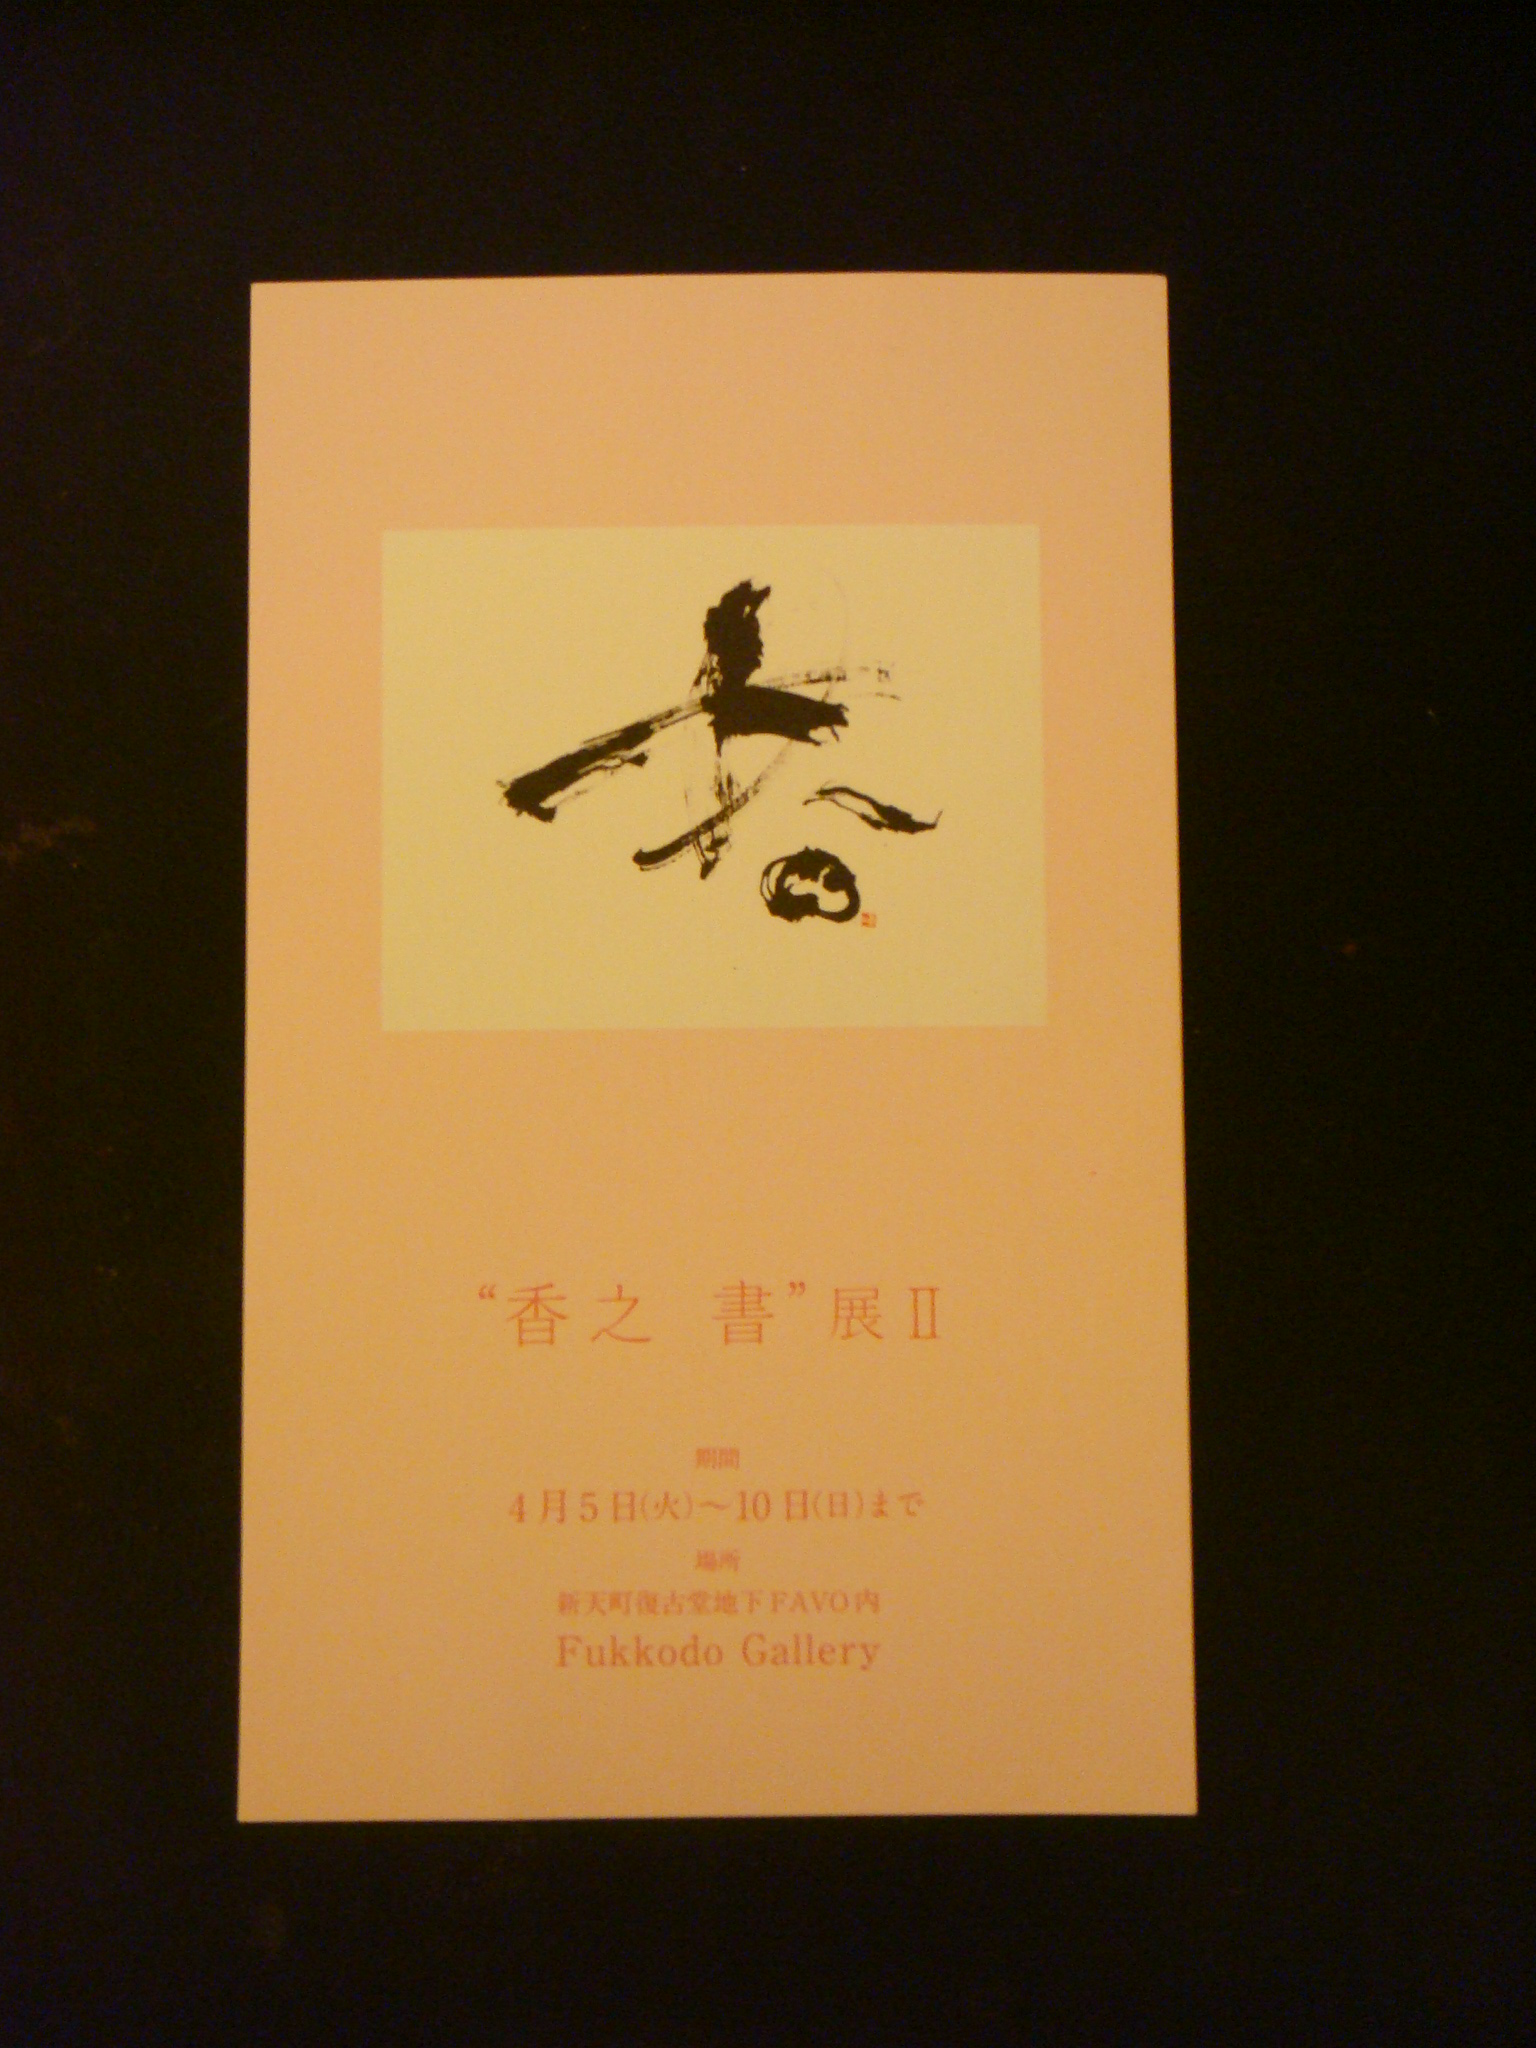 香
“香之 書”展Ⅱ
期間
4月5日(火)～10日(日)まで
場所
新天町復古堂地下FAVO内
Fukkodo Gallery